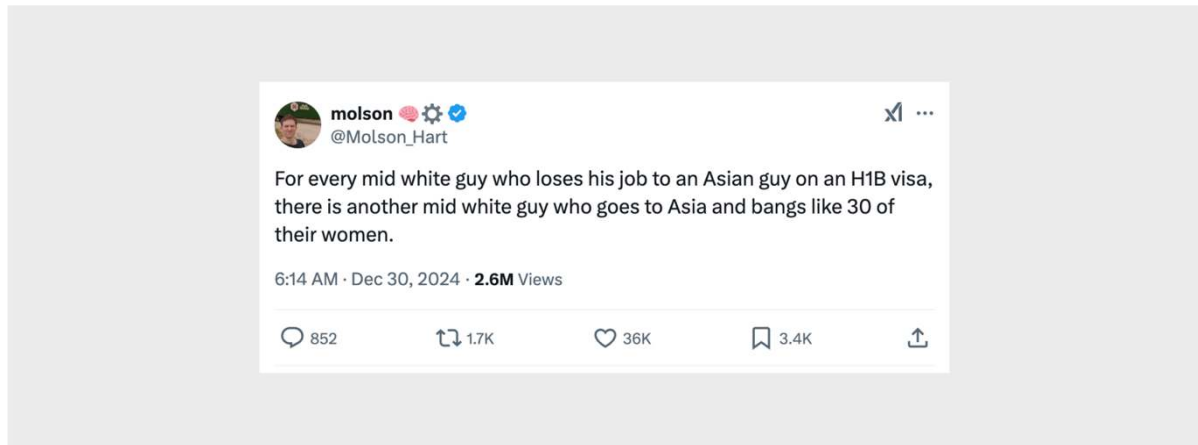 molson 🧠⚙️
@Molson_Hart
For every mid white guy who loses his job to an Asian guy on an H1B visa,
there is another mid white guy who goes to Asia and bangs like 30 of
their women.
6:14 AM · Dec 30, 2024 · 2.6M Views
852 1.7K 36K 3.4K